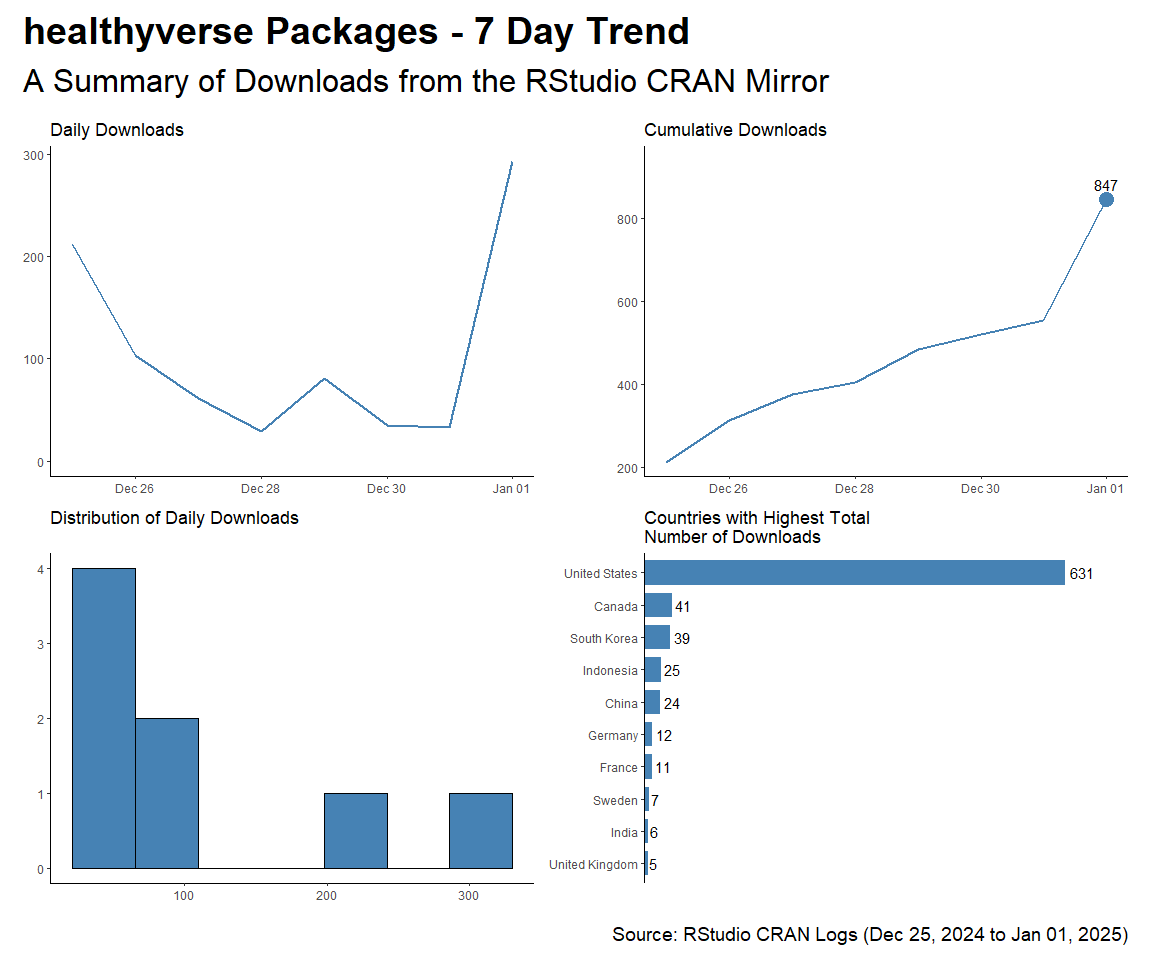 healthyverse Packages - 7 Day Trend
A Summary of Downloads from the RStudio CRAN Mirror
Daily Downloads
300
200
100
0
Dec 26
Dec 28
Dec 30
Jan 01
Cumulative Downloads
847
800
600
400
200
Dec 26
Dec 28
Dec 30
Jan 01
Distribution of Daily Downloads
4
3
2
1
0
100
200
300
Countries with Highest Total
Number of Downloads
United States 631
Canada 41
South Korea 39
Indonesia 25
China 24
Germany 12
France 11
Sweden 7
India 6
United Kingdom 5
Source: RStudio CRAN Logs (Dec 25, 2024 to Jan 01, 2025)